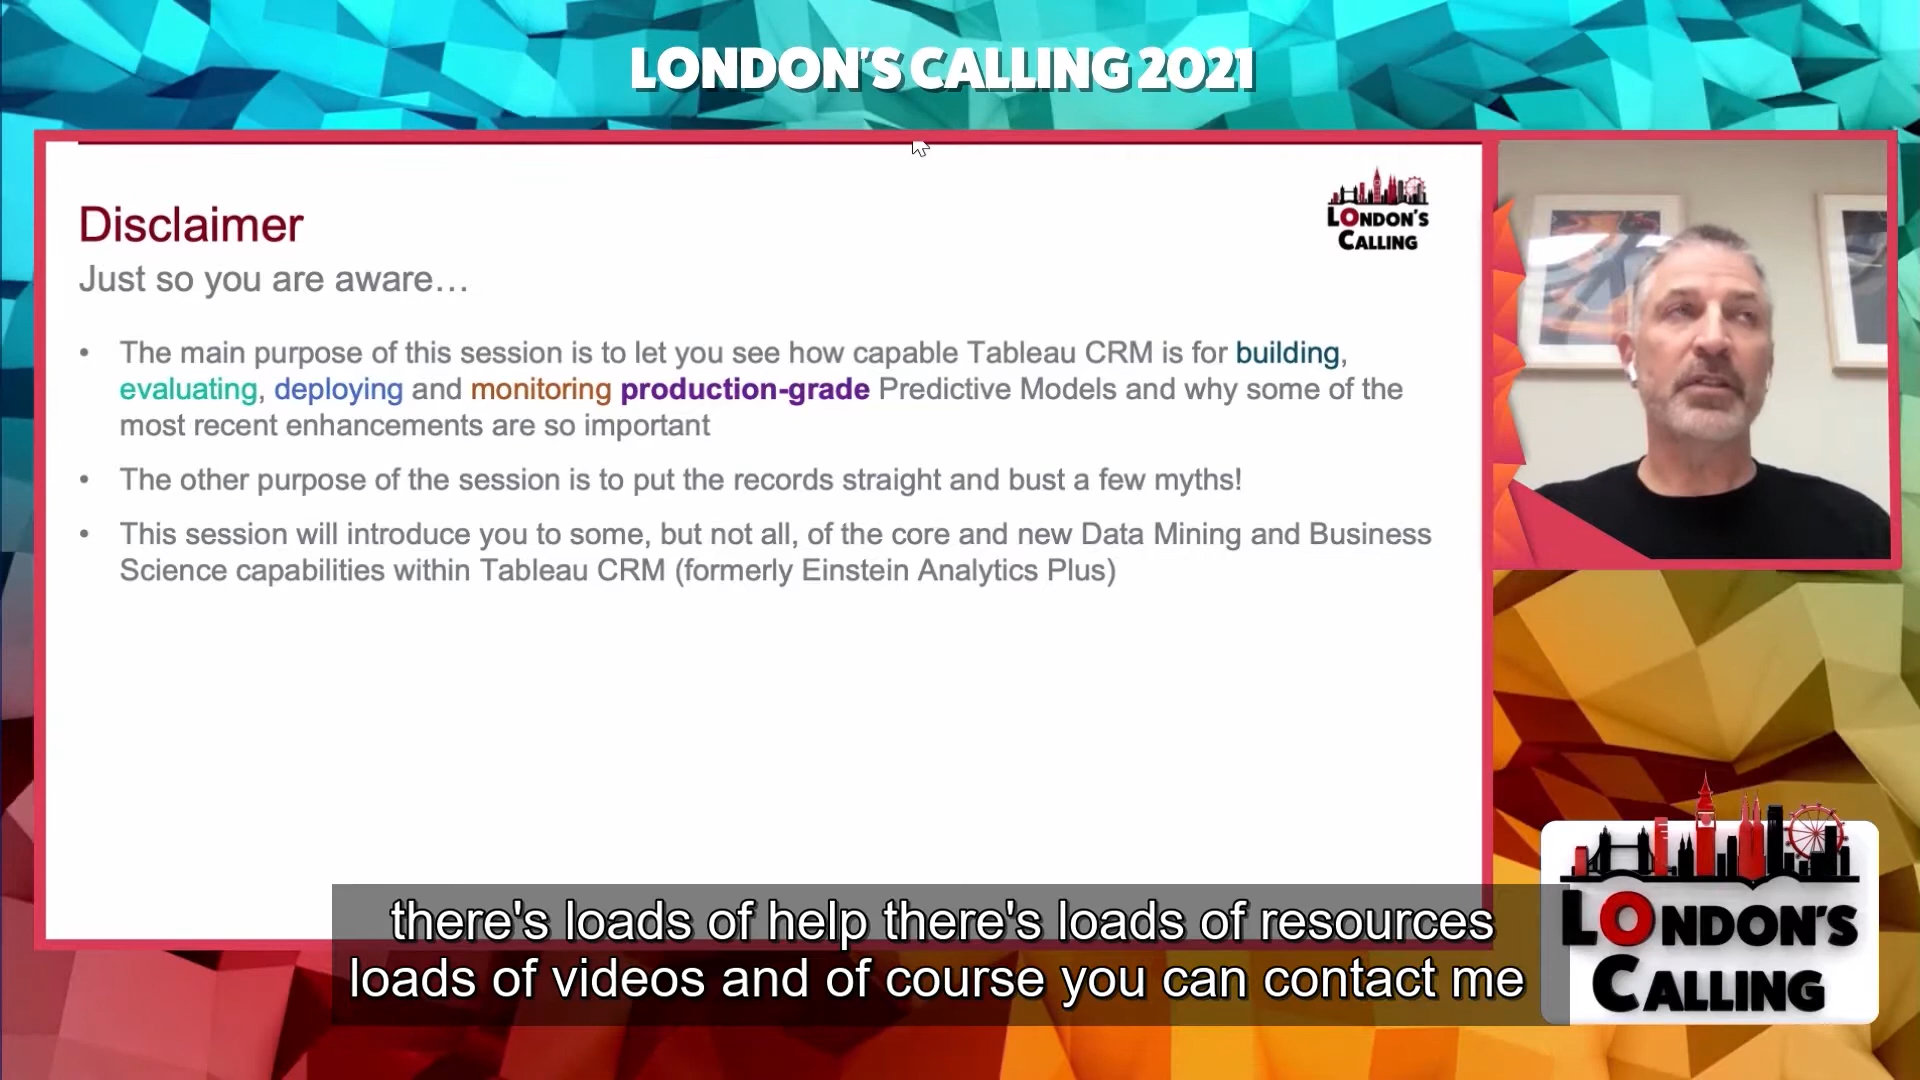 LONDON'S CALLING 2021
LONDON'S
CALLING
Disclaimer
Just so you are aware…
• The main purpose of this session is to let you see how capable Tableau CRM is for building,
evaluating, deploying and monitoring production-grade Predictive Models and why some of the
most recent enhancements are so important
• The other purpose of the session is to put the records straight and bust a few myths!
• This session will introduce you to some, but not all, of the core and new Data Mining and Business
Science capabilities within Tableau CRM (formerly Einstein Analytics Plus)
there's loads of help there's loads of resources
loads of videos and of course you can contact me
LONDON'S
CALLING